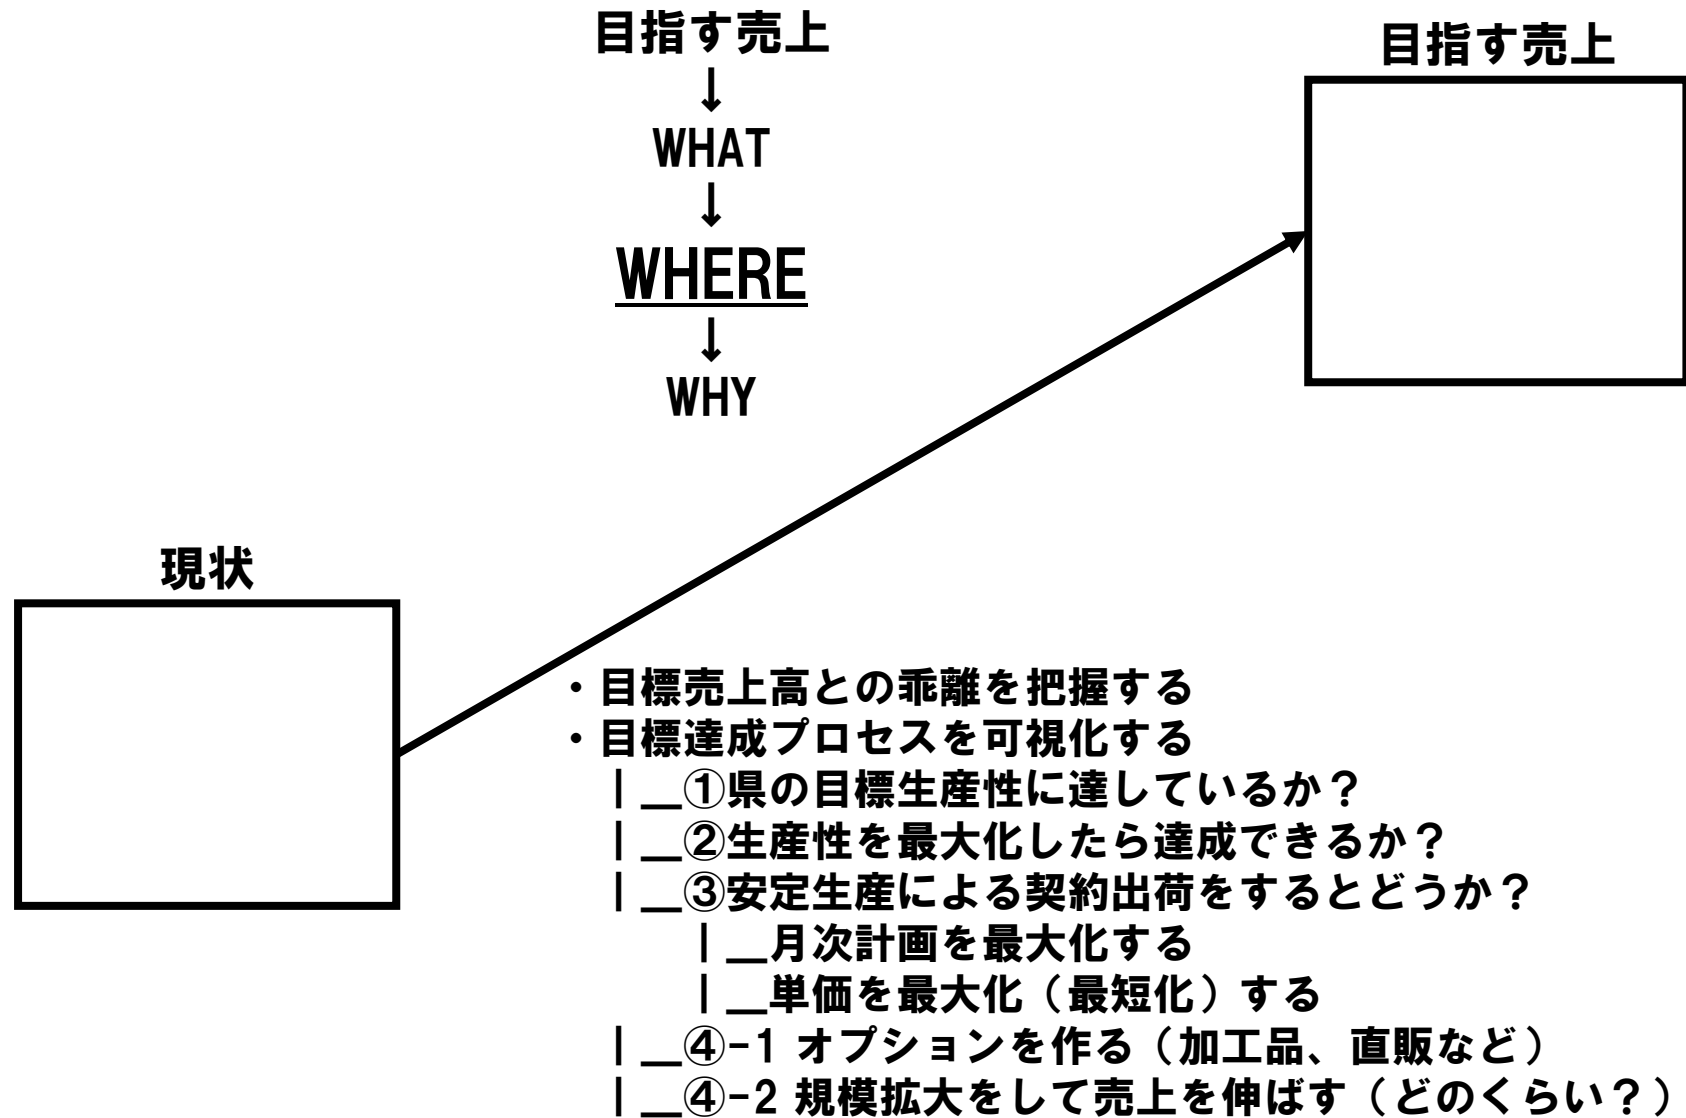 目指す売上
↓
WHAT
↓
WHERE
↓
WHY
目指す売上
現状
・目標売上高との乖離を把握する
・目標達成プロセスを可視化する
｜＿①県の目標生産性に達しているか？
｜＿②生産性を最大化したら達成できるか？
｜＿③安定生産による契約出荷をするとどうか？
｜＿月次計画を最大化する
｜＿単価を最大化（最短化）する
｜＿④-1 オプションを作る（加工品、直販など）
｜＿④-2 規模拡大をして売上を伸ばす（どのくらい？）